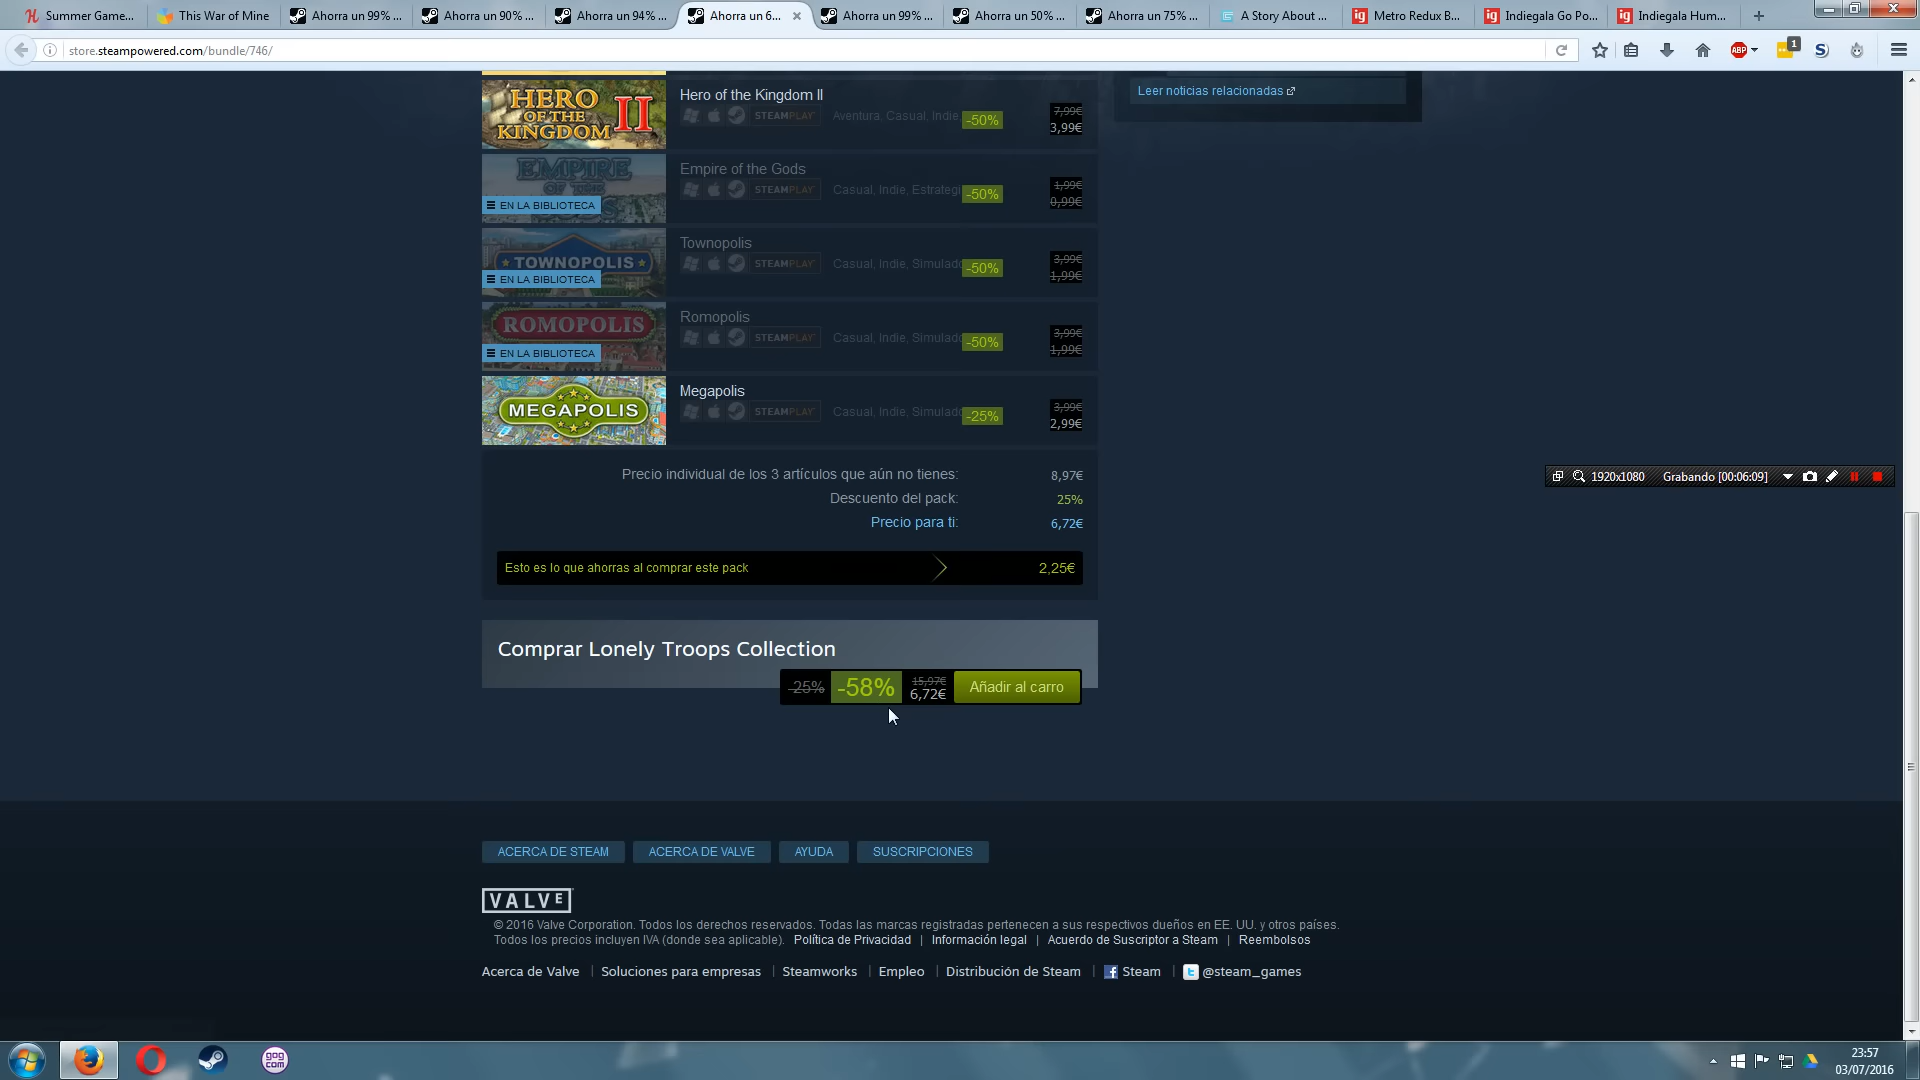 Summer Game...
This War of Mine
Ahorra un 99% ...
Ahorra un 90% ...
Ahorra un 94% ...
Ahorra un 6...
Ahorra un 99% ...
Ahorra un 50% ...
Ahorra un 75% ...
A Story About ...
Metro Redux B...
Indiegala Go Po...
Indiegala Hum...
store.steampowered.com/bundle/746/
ABP
1
HERO OF THE KINGDOM II
Hero of the Kingdom II
STEAMPLAY
Aventura, Casual, Indie,
-50%
7,99€
3,99€
Leer noticias relacionadas
EMPIRE OF THE
EN LA BIBLIOTECA
Empire of the Gods
STEAMPLAY
Casual, Indie, Estrategi
-50%
1,99€
0,99€
TOWNOPOLIS
EN LA BIBLIOTECA
Townopolis
STEAMPLAY
Casual, Indie, Simulado
-50%
3,99€
1,99€
ROMOPOLIS
EN LA BIBLIOTECA
Romopolis
STEAMPLAY
Casual, Indie, Simulado
-50%
3,99€
1,99€
MEGAPOLIS
Megapolis
STEAMPLAY
Casual, Indie, Simulado
-25%
3,99€
2,99€
Precio individual de los 3 artículos que aún no tienes: 8,97€
Descuento del pack: 25%
Precio para ti: 6,72€
Esto es lo que ahorras al comprar este pack 2,25€
1920x1080 Grabando [00:06:09]
Comprar Lonely Troops Collection
-25% -58% 15,97€ 6,72€ Añadir al carro
ACERCA DE STEAM ACERCA DE VALVE AYUDA SUSCRIPCIONES
VALVE
© 2016 Valve Corporation. Todos los derechos reservados. Todas las marcas registradas pertenecen a sus respectivos dueños en EE. UU. y otros países.
Todos los precios incluyen IVA (donde sea aplicable). Política de Privacidad | Información legal | Acuerdo de Suscriptor a Steam | Reembolsos
Acerca de Valve | Soluciones para empresas | Steamworks | Empleo | Distribución de Steam | Steam | @steam_games
gog com
23:57
03/07/2016